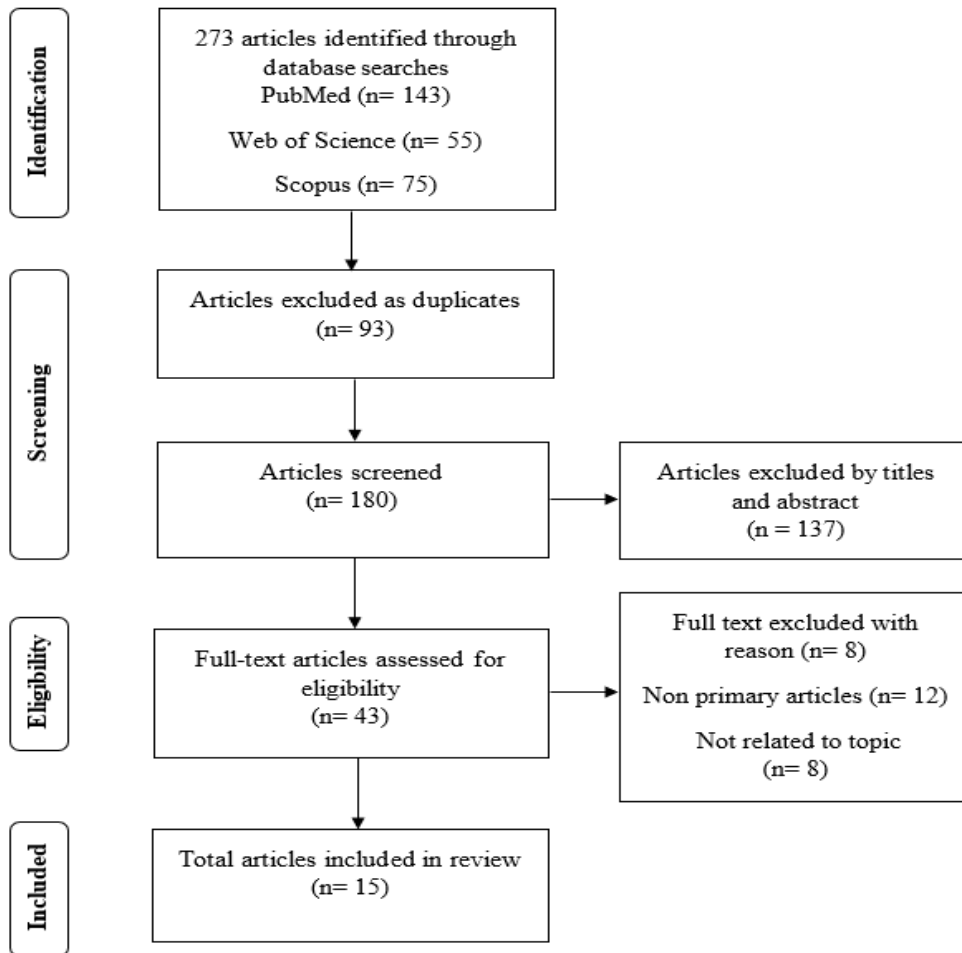 Identification
273 articles identified through
database searches
PubMed (n= 143)
Web of Science (n= 55)
Scopus (n= 75)
Screening
Articles excluded as duplicates
(n= 93)
Articles screened
(n= 180)
Articles excluded by titles
and abstract
(n = 137)
Eligibility
Full-text articles assessed for
eligibility
(n= 43)
Full text excluded with
reason (n= 8)
Non primary articles (n= 12)
Not related to topic
(n= 8)
Included
Total articles included in review
(n= 15)